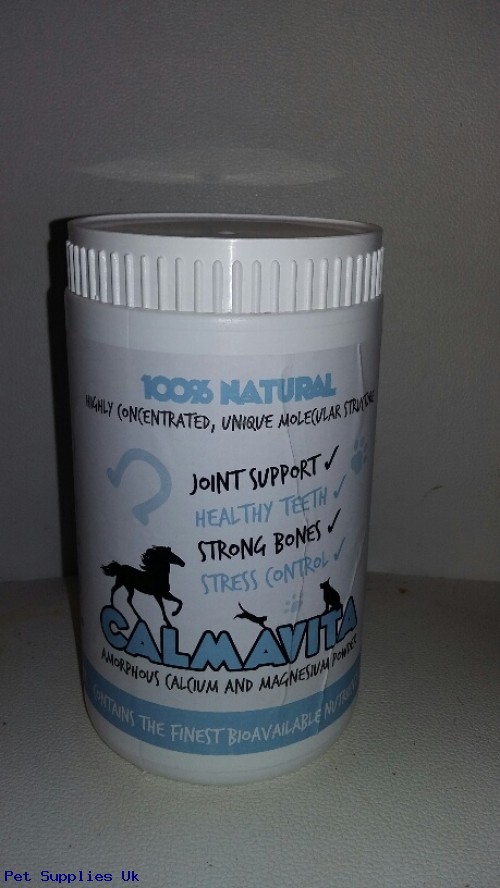 100% NATURAL
HIGHLY CONCENTRATED, UNIQUE MOLECULAR STRUCTURE
JOINT SUPPORT ✓
HEALTHY TEETH ✓
STRONG BONES ✓
STRESS CONTROL ✓
CALMAVITA
AMORPHOUS CALCIUM AND MAGNESIUM POWDER
CONTAINS THE FINEST BIOAVAILABLE
Pet Supplies Uk